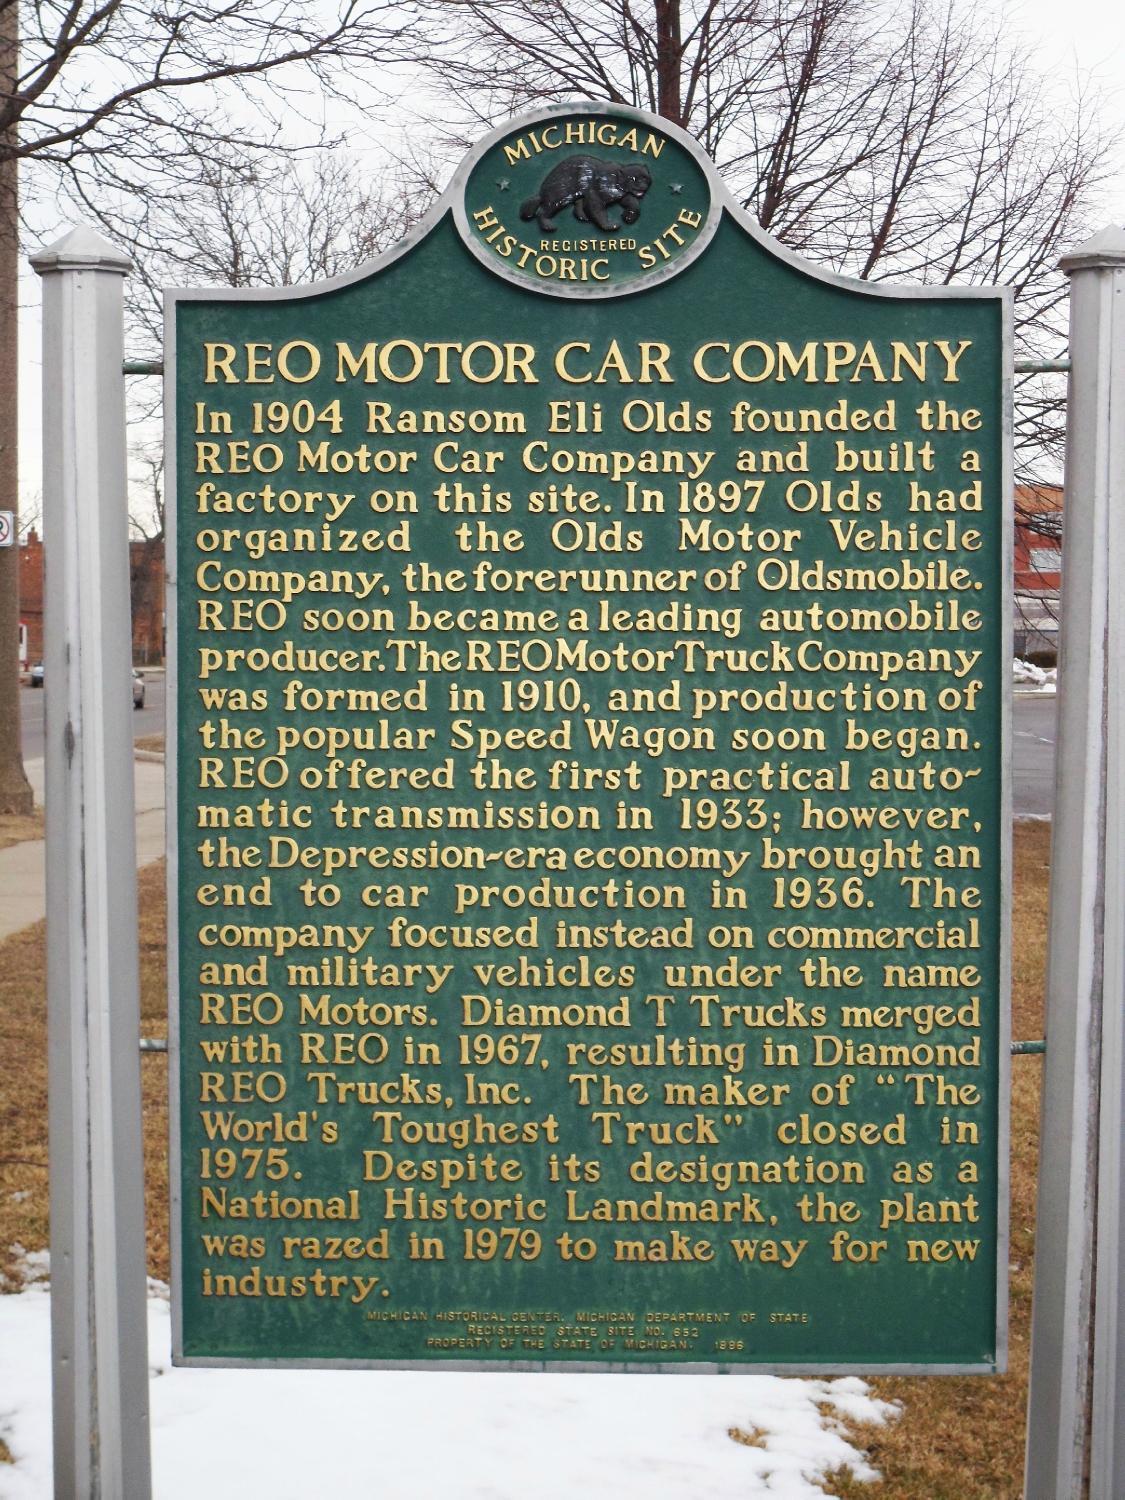 MICHIGAN
REGISTERED
HISTORIC SITE
REO MOTOR CAR COMPANY
In 1904 Ransom Eli Olds founded the
REO Motor Car Company and built a
factory on this site. In 1897 Olds had
organized the Olds Motor Vehicle
Company, the forerunner of Oldsmobile.
REO soon became a leading automobile
producer. The REO Motor Truck Company
was formed in 1910, and production of
the popular Speed Wagon soon began.
REO offered the first practical auto-
matic transmission in 1933; however,
the Depression-era economy brought an
end to car production in 1936. The
company focused instead on commercial
and military vehicles under the name
REO Motors. Diamond T Trucks merged
with REO in 1967, resulting in Diamond
REO Trucks, Inc. The maker of "The
World's Toughest Truck" closed in
1975. Despite its designation as a
National Historic Landmark, the plant
was razed in 1979 to make way for new
industry.
MICHIGAN HISTORICAL CENTER, MICHIGAN DEPARTMENT OF STATE
REGISTERED STATE SITE NO. 652
PROPERTY OF THE STATE OF MICHIGAN,